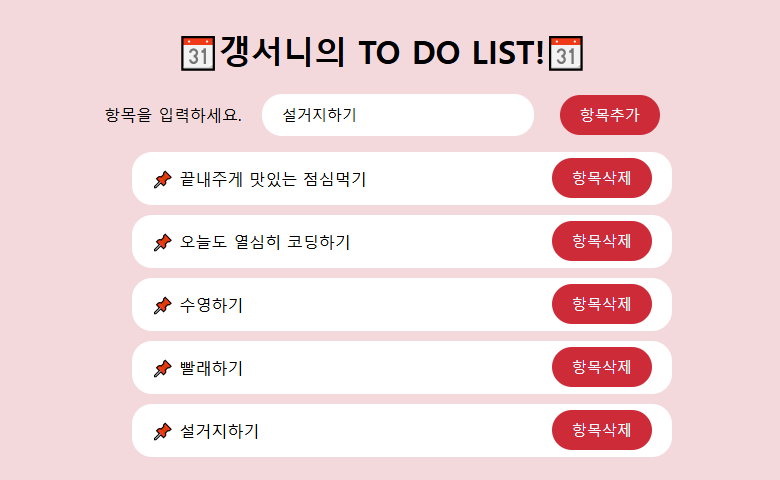 갱서니의 TO DO LIST!
항목을 입력하세요. 설거지하기 항목추가
끝내주게 맛있는 점심먹기 항목삭제
오늘도 열심히 코딩하기 항목삭제
수영하기 항목삭제
빨래하기 항목삭제
설거지하기 항목삭제